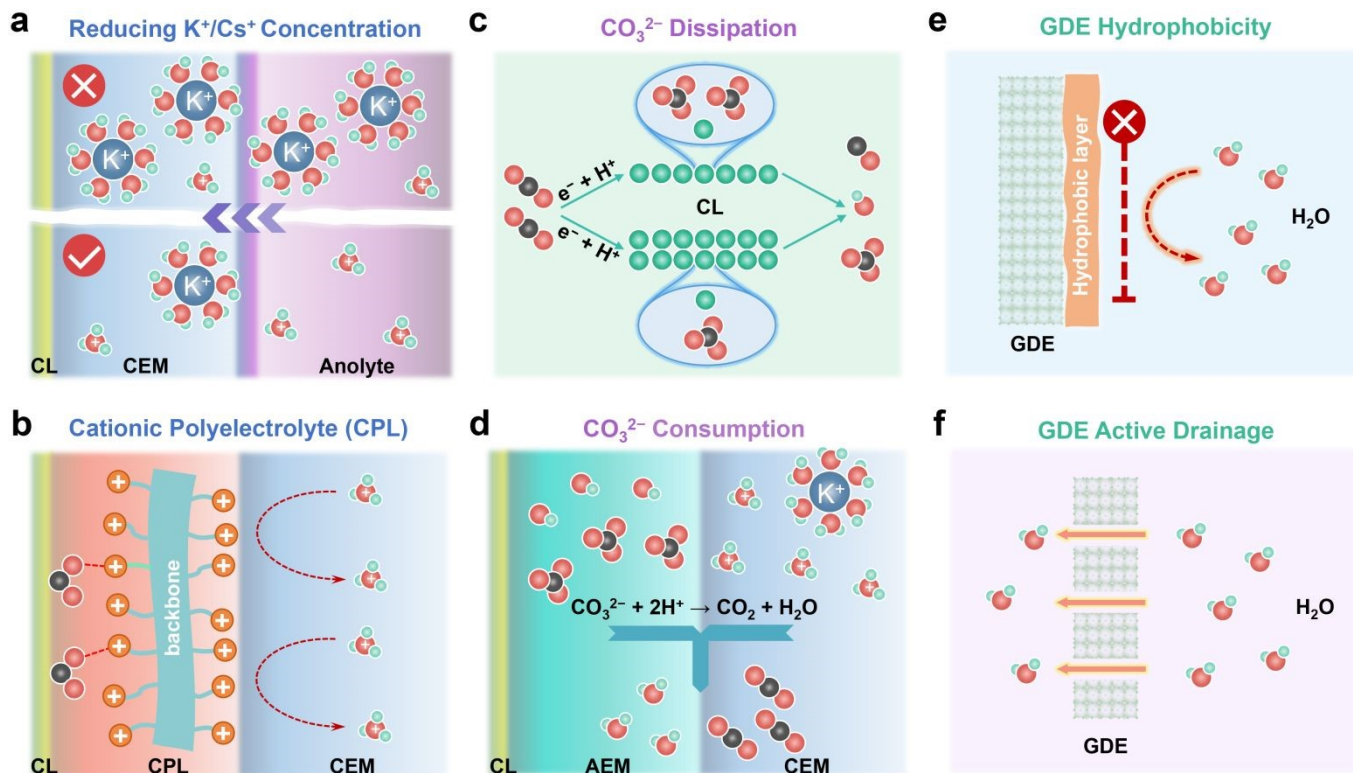 a
Reducing K⁺/Cs⁺ Concentration
K⁺
K⁺
K⁺
K⁺
+
+
K⁺
+
+
+
+
CL
CEM
Anolyte
b
Cationic Polyelectrolyte (CPL)
+
+
+
+
+
+
+
+
+
+
+
+
+
+
backbone
+
+
+
+
CL
CPL
CEM
c
CO₃²⁻ Dissipation
e⁻ + H⁺
CL
e⁻ + H⁺
d
CO₃²⁻ Consumption
K⁺
+
+
+
+
CO₃²⁻ + 2H⁺ → CO₂ + H₂O
CL
AEM
CEM
e
GDE Hydrophobicity
Hydrophobic layer
H₂O
GDE
f
GDE Active Drainage
H₂O
GDE